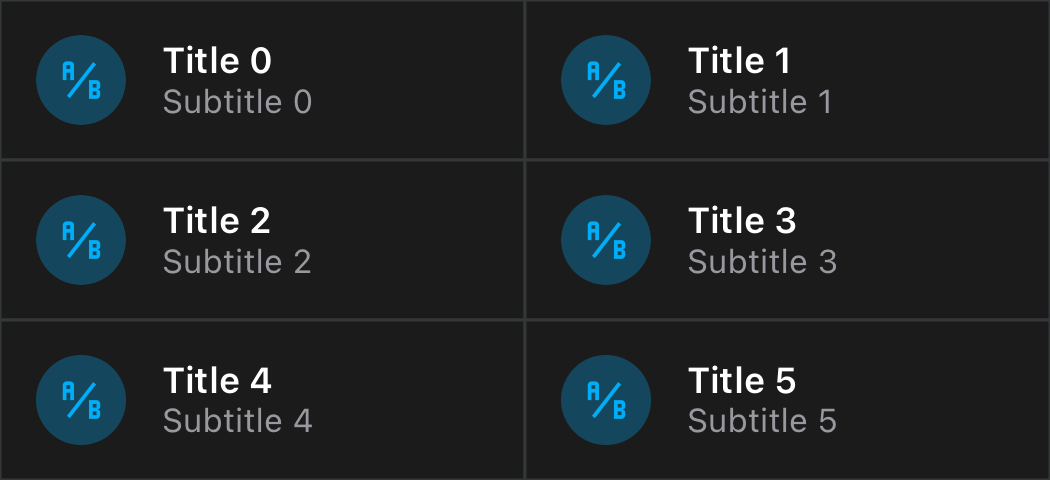 A/B Title 0
Subtitle 0
A/B Title 1
Subtitle 1
A/B Title 2
Subtitle 2
A/B Title 3
Subtitle 3
A/B Title 4
Subtitle 4
A/B Title 5
Subtitle 5